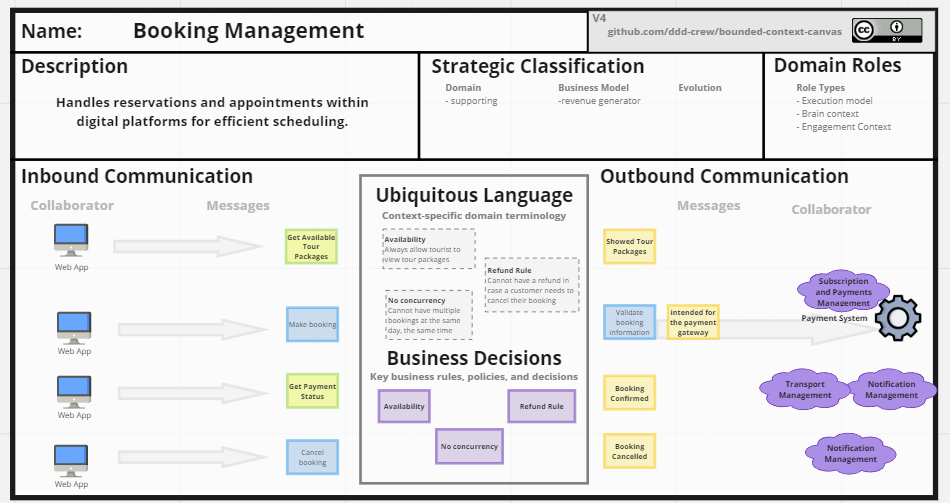 Name: Booking Management
V4
github.com/ddd-crew/bounded-context-canvas
cc BY
Description
Handles reservations and appointments within
digital platforms for efficient scheduling.
Strategic Classification
Domain
- supporting
Business Model
-revenue generator
Evolution
Domain Roles
Role Types
- Execution model
- Brain context
- Engagement Context
Inbound Communication
Collaborator
Messages
Web App
Get Available
Tour
Packages
Web App
Make booking
Web App
Get Payment
Status
Web App
Cancel
booking
Ubiquitous Language
Context-specific domain terminology
Availability
Always allow tourist to
view tour packages
Refund Rule
Cannot have a refund in
case a customer needs to
cancel their booking
No concurrency
Cannot have multiple
bookings at the same
day, the same time
Business Decisions
Key business rules, policies, and decisions
Availability
Refund Rule
No concurrency
Outbound Communication
Messages
Collaborator
Showed Tour
Packages
Subscription
and Payments
Management
Payment System
Validate
booking
information
intended for
the payment
gateway
Booking
Confirmed
Transport
Management
Notification
Management
Booking
Cancelled
Notification
Management